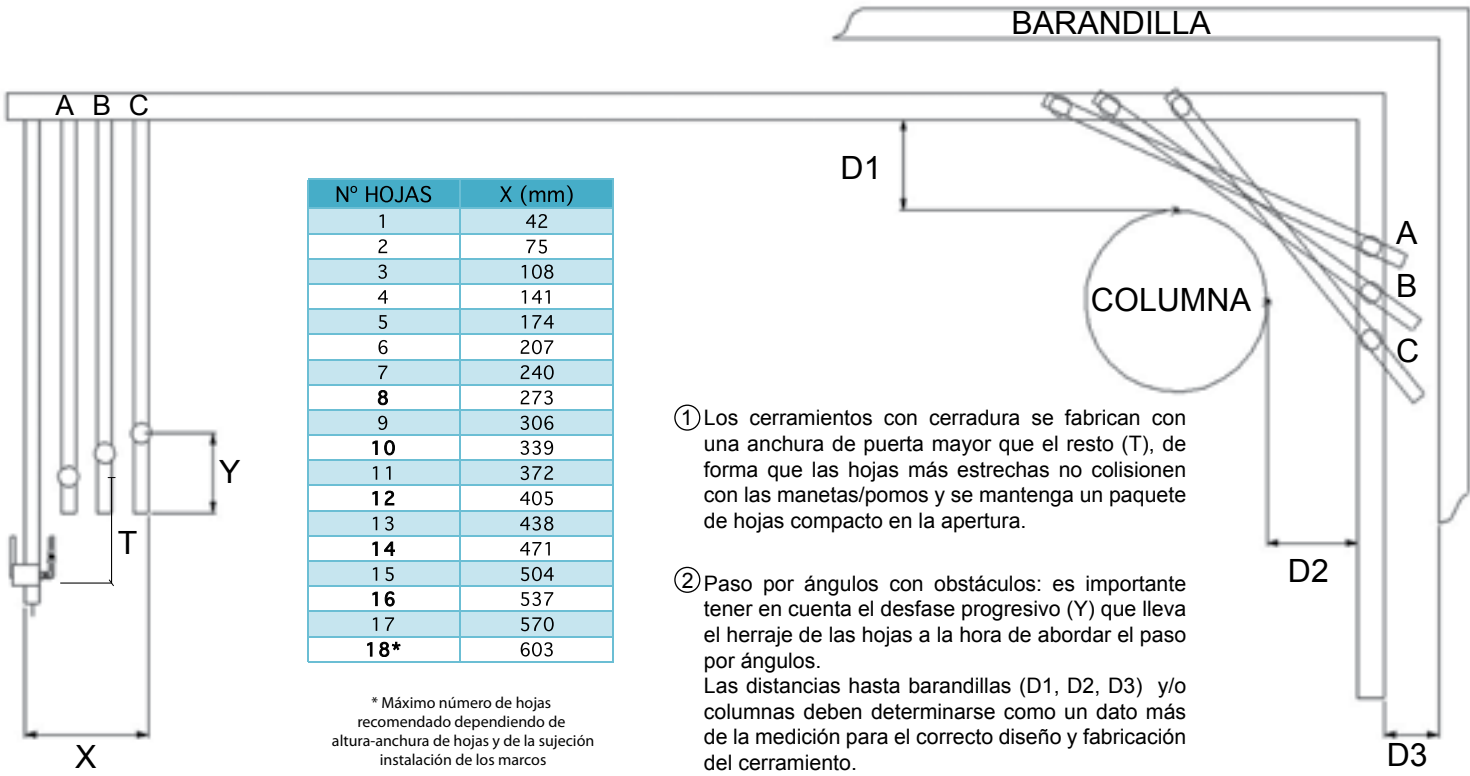 BARANDILLA
A B C
D1
A
B
C
COLUMNA
Y
T
X
D2
D3
Nº HOJAS X (mm)
1 42
2 75
3 108
4 141
5 174
6 207
7 240
8 273
9 306
10 339
11 372
12 405
13 438
14 471
15 504
16 537
17 570
18* 603
* Máximo número de hojas
recomendado dependiendo de
altura-anchura de hojas y de la sujeción
instalación de los marcos
1 Los cerramientos con cerradura se fabrican con
una anchura de puerta mayor que el resto (T), de
forma que las hojas más estrechas no colisionen
con las manetas/pomos y se mantenga un paquete
de hojas compacto en la apertura.
2 Paso por ángulos con obstáculos: es importante
tener en cuenta el desfase progresivo (Y) que lleva
el herraje de las hojas a la hora de abordar el paso
por ángulos.
Las distancias hasta barandillas (D1, D2, D3) y/o
columnas deben determinarse como un dato más
de la medición para el correcto diseño y fabricación
del cerramiento.